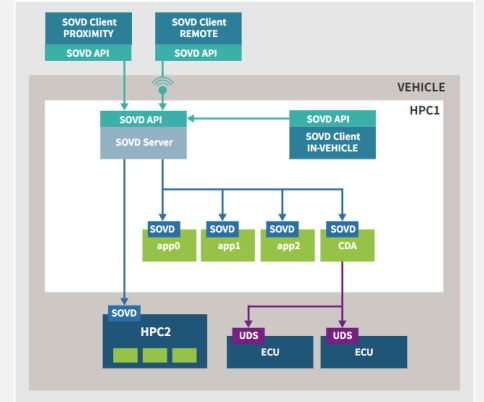 SOVD Client
PROXIMITY
SOVD API
SOVD Client
REMOTE
SOVD API
VEHICLE
HPC1
SOVD API
SOVD Server
SOVD API
SOVD Client
IN-VEHICLE
SOVD
app0
SOVD
app1
SOVD
app2
SOVD
CDA
SOVD
HPC2
UDS
ECU
UDS
ECU